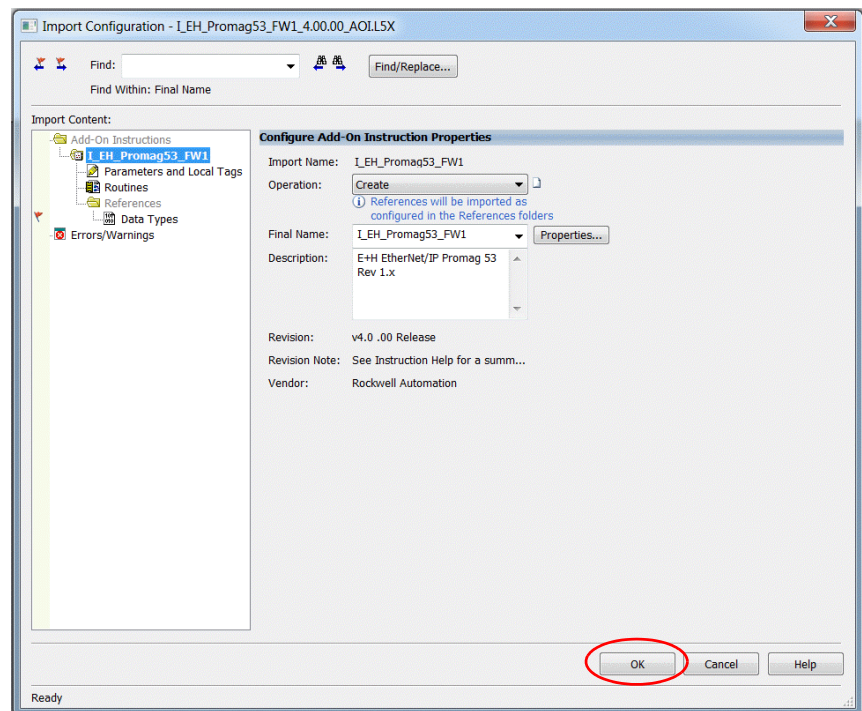 Import Configuration - I_EH_Promag53_FW1_4.00.00_AOI.L5X
X
Find:
Find/Replace...
Find Within: Final Name
Import Content:
Add-On Instructions
I_EH_Promag53_FW1
Parameters and Local Tags
Routines
References
Data Types
Errors/Warnings
Configure Add-On Instruction Properties
Import Name: I_EH_Promag53_FW1
Operation: Create
References will be imported as
configured in the References folders
Final Name: I_EH_Promag53_FW1 Properties...
Description: E+H EtherNet/IP Promag 53
Rev 1.x
Revision: v4.0 .00 Release
Revision Note: See Instruction Help for a summ...
Vendor: Rockwell Automation
OK Cancel Help
Ready